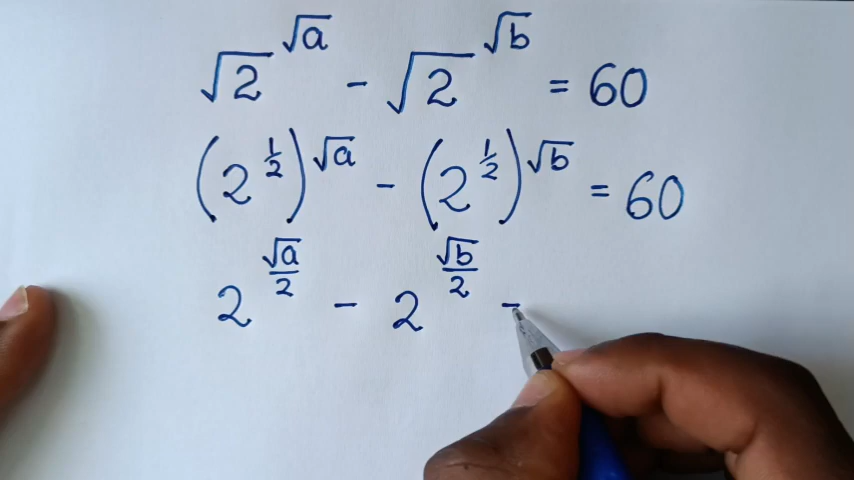 √2^√a - √2^√b = 60
(2^½)^√a - (2^½)^√b = 60
2^(√a/2) - 2^(√b/2) -